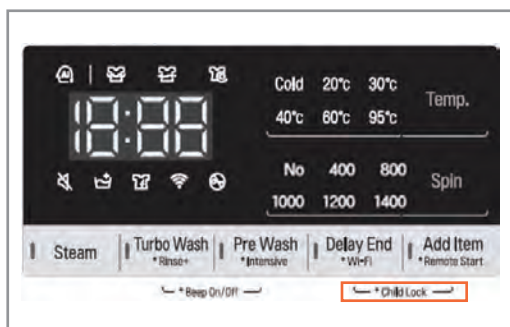 AI
18:88
Cold 20°c 30°c
40°c 60°c 95°c
Temp.
No 400 800
1000 1200 1400
Spin
Steam
Turbo Wash
*Rinse+
Pre Wash
*Intensive
Delay End
*Wi-Fi
Add Item
*Remote Start
*Beep On/Off
*Child Lock